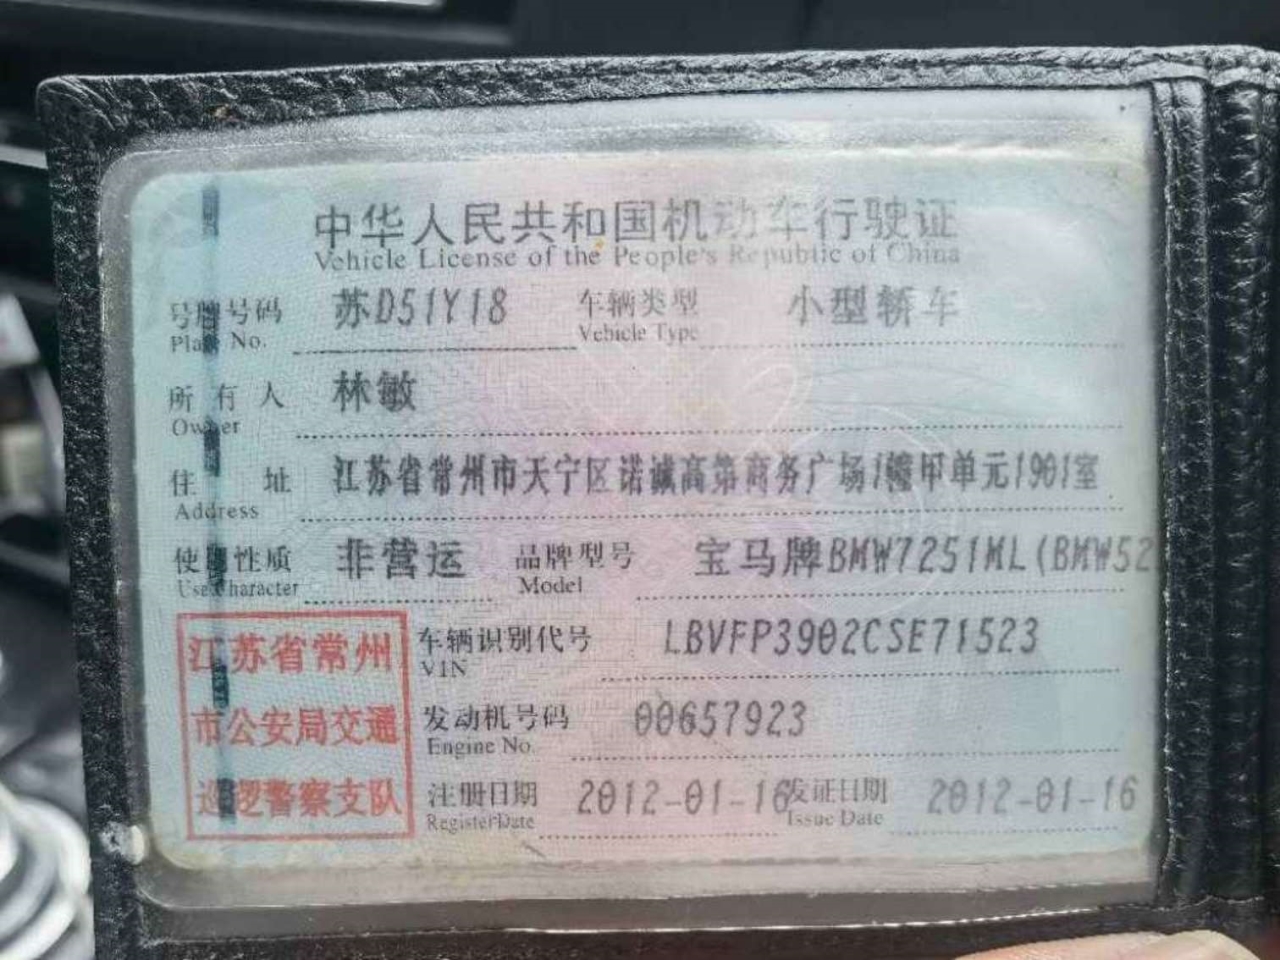 中华人民共和国机动车行驶证
Vehicle License of the People's Republic of China
号牌号码 苏D51Y18 车辆类型 小型轿车
Plate No. Vehicle Type
所有人 林敏
Owner
住址 江苏省常州市天宁区诺诚高第商务广场1幢甲单元1901室
Address
使用性质 非营运 品牌型号 宝马牌BMW7251ML(BMW52
Use Character Model
江苏省常州
市公安局交通
巡逻警察支队
车辆识别代号 LBVFP3902CSE71523
VIN
发动机号码 00657923
Engine No.
注册日期 2012-01-16 发证日期 2012-01-16
Register Date Issue Date